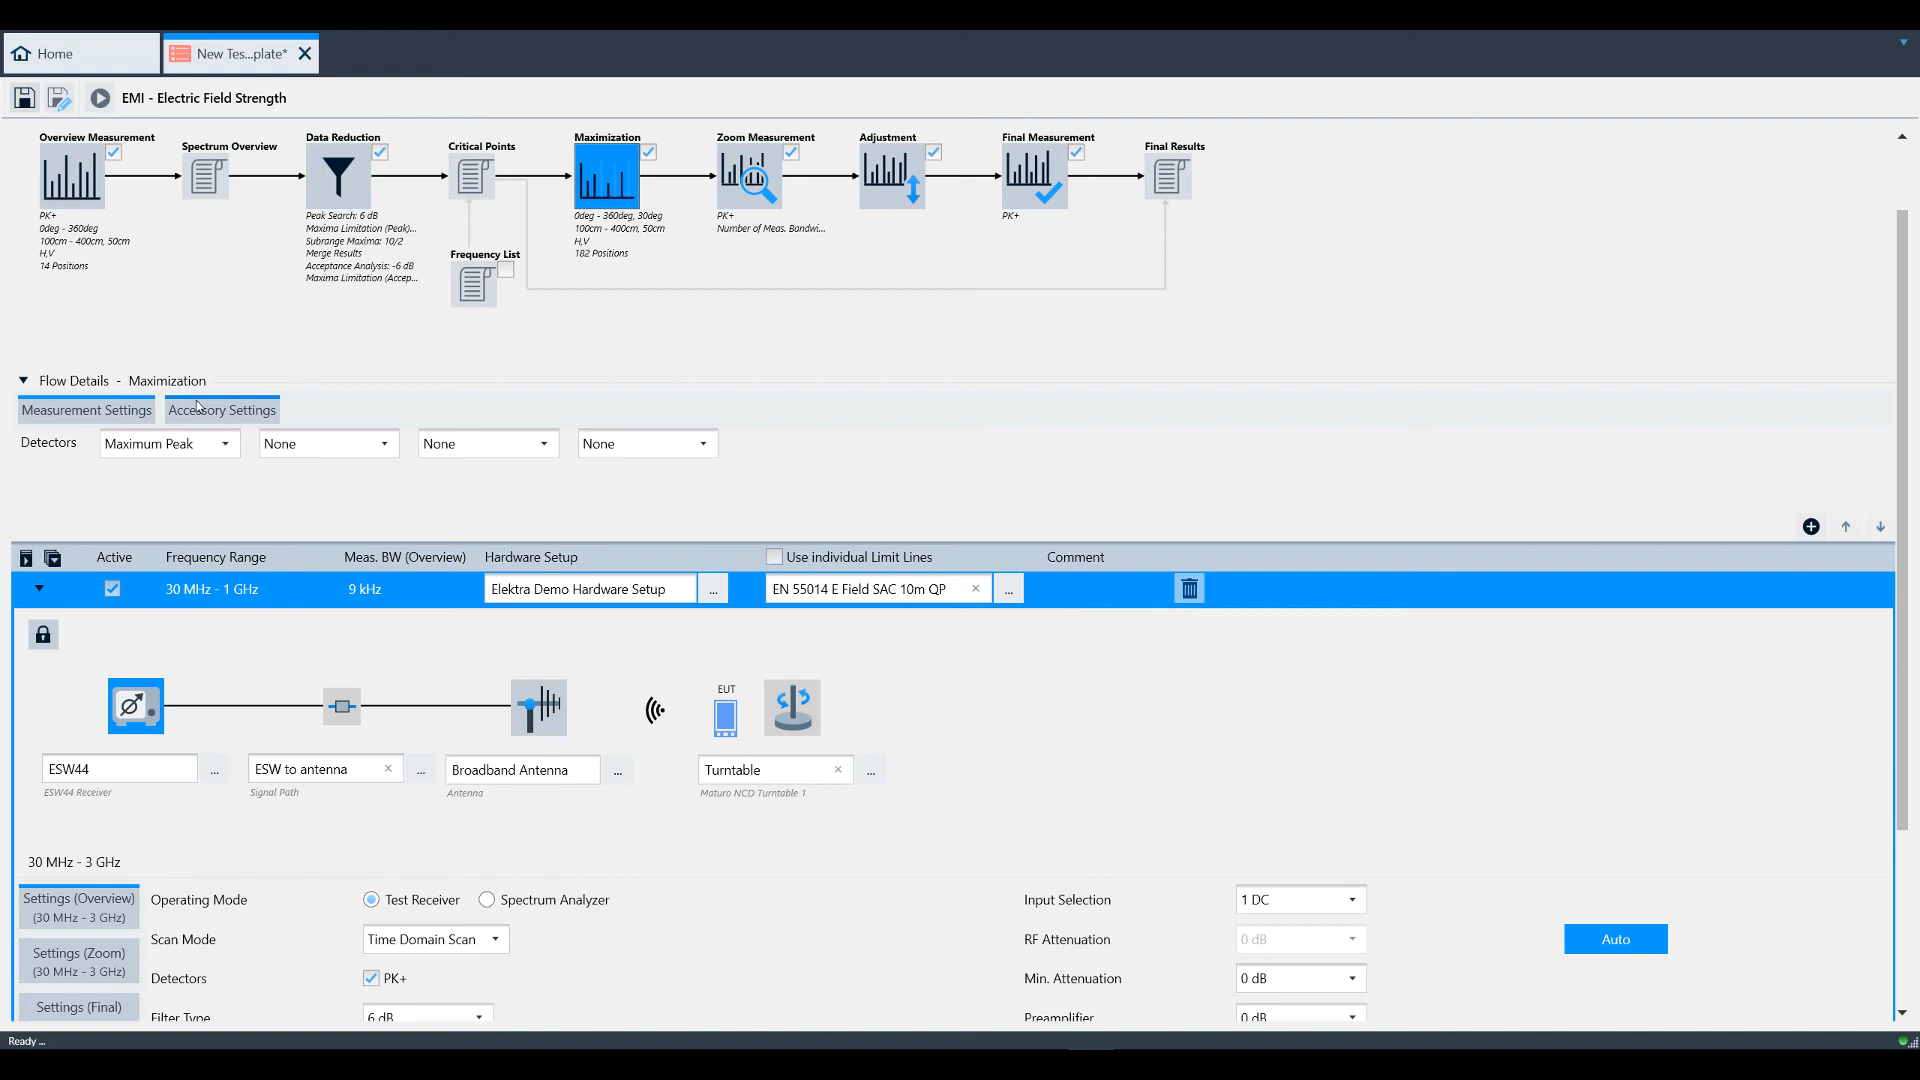 Home
New Tes...plate*
EMI - Electric Field Strength
Overview Measurement
Spectrum Overview
Data Reduction
Critical Points
Maximization
Zoom Measurement
Adjustment
Final Measurement
Final Results
PK+
0deg - 360deg
100cm - 400cm, 50cm
H,V
14 Positions
Peak Search: 6 dB
Maxima Limitation (Peak)...
Subrange Maxima: 10/2
Merge Results
Acceptance Analysis: -6 dB
Maxima Limitation (Accep...
Frequency List
0deg - 360deg, 30deg
100cm - 400cm, 50cm
H,V
182 Positions
PK+
Number of Meas. Bandwi...
PK+
Flow Details - Maximization
Measurement Settings
Accessory Settings
Detectors
Maximum Peak
None
None
None
Active
Frequency Range
Meas. BW (Overview)
Hardware Setup
Use individual Limit Lines
Comment
30 MHz - 1 GHz
9 kHz
Elektra Demo Hardware Setup
...
EN 55014 E Field SAC 10m QP
...
EUT
ESW44
...
ESW to antenna
...
Broadband Antenna
...
Turntable
...
ESW44 Receiver
Signal Path
Antenna
Maturo NCD Turntable 1
30 MHz - 3 GHz
Settings (Overview)
(30 MHz - 3 GHz)
Settings (Zoom)
(30 MHz - 3 GHz)
Settings (Final)
Operating Mode
Test Receiver
Spectrum Analyzer
Scan Mode
Time Domain Scan
Detectors
PK+
Filter Type
6 dB
Input Selection
1 DC
RF Attenuation
0 dB
Auto
Min. Attenuation
0 dB
Preamplifier
0 dB
Ready ...